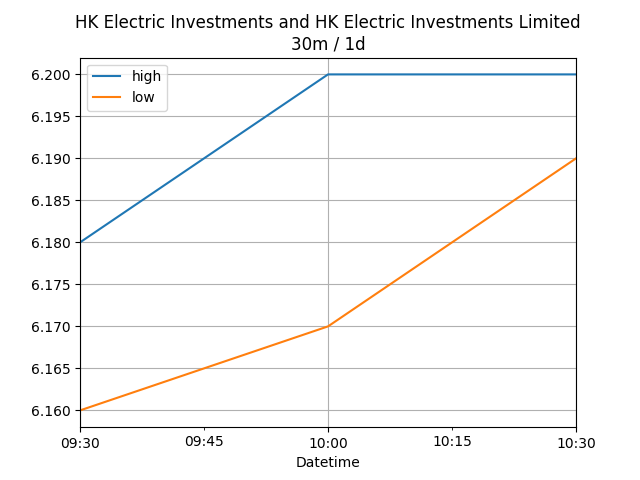 HK Electric Investments and HK Electric Investments Limited
30m / 1d
high
low
6.200
6.195
6.190
6.185
6.180
6.175
6.170
6.165
6.160
09:30
09:45
10:00
10:15
10:30
Datetime